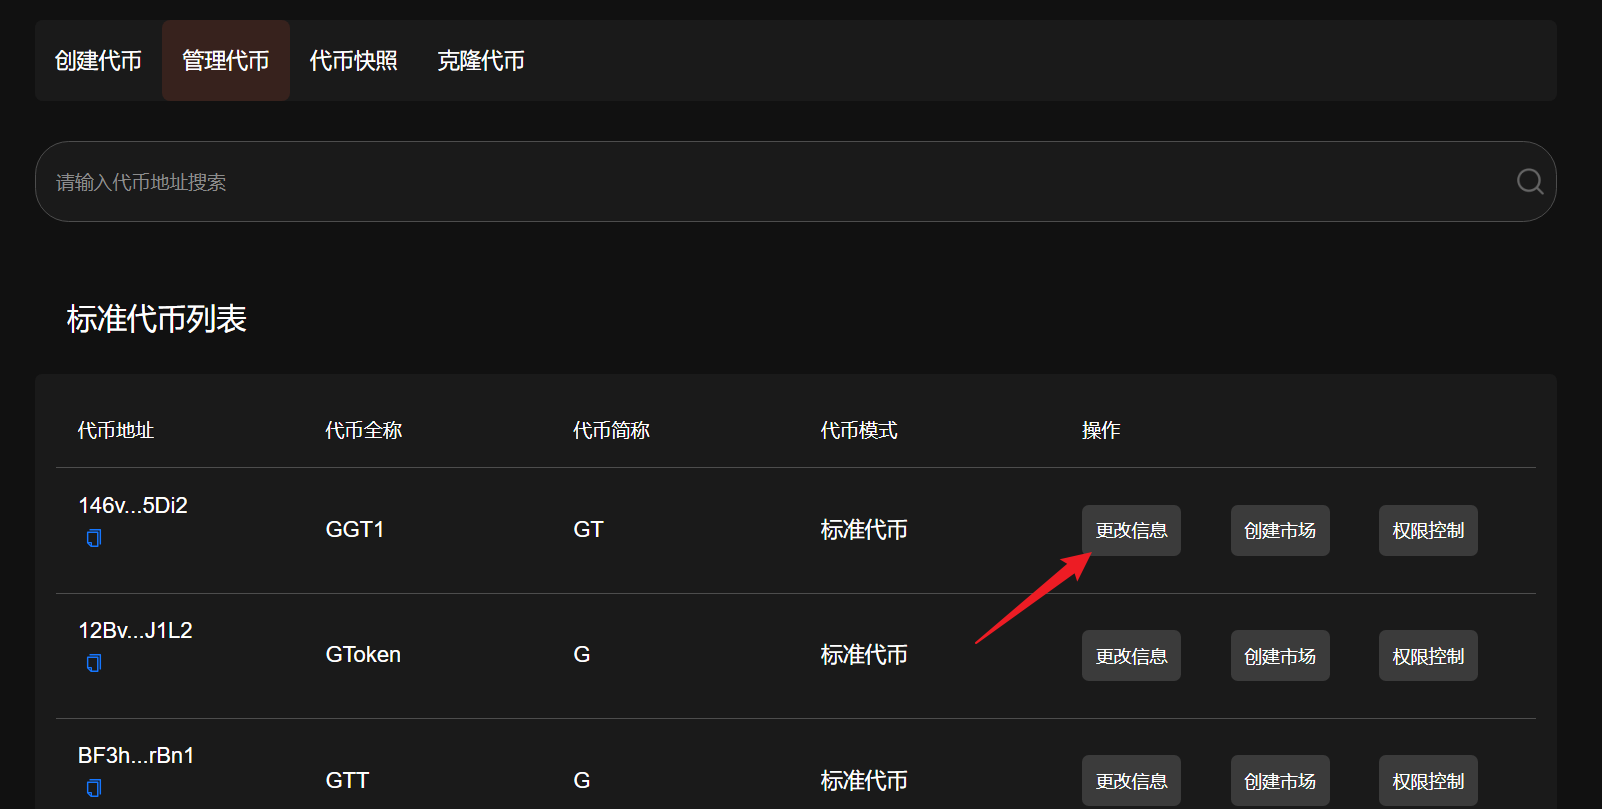 创建代币 管理代币 代币快照 克隆代币
请输入代币地址搜索
标准代币列表
代币地址 代币全称 代币简称 代币模式 操作
146v...5Di2
GGT1 GT 标准代币 更改信息 创建市场 权限控制
12Bv...J1L2
GToken G 标准代币 更改信息 创建市场 权限控制
BF3h...rBn1
GTT G 标准代币 更改信息 创建市场 权限控制